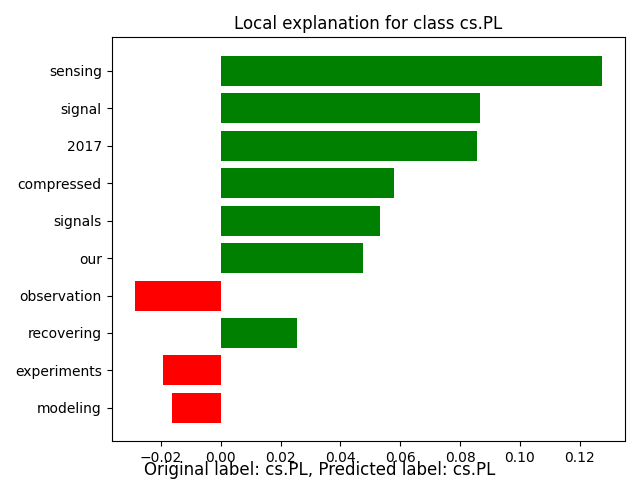 Local explanation for class cs.PL
sensing
signal
2017
compressed
signals
our
observation
recovering
experiments
modeling
−0.02 0.00 0.02 0.04 0.06 0.08 0.10 0.12
Original label: cs.PL, Predicted label: cs.PL